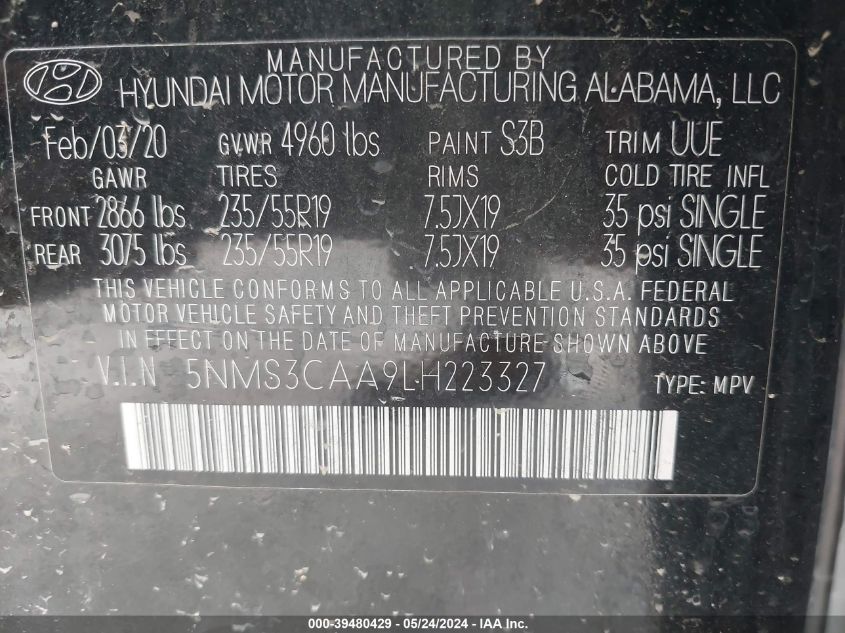 MANUFACTURED BY
HYUNDAI MOTOR MANUFACTURING ALABAMA, LLC
Feb/03/20 GVWR 4960 lbs PAINT S3B TRIM UUE
GAWR TIRES RIMS COLD TIRE INFL
FRONT 2866 lbs 235/55R19 7.5JX19 35 psi SINGLE
REAR 3075 lbs 235/55R19 7.5JX19 35 psi SINGLE
THIS VEHICLE CONFORMS TO ALL APPLICABLE U.S.A. FEDERAL
MOTOR VEHICLE SAFETY AND THEFT PREVENTION STANDARDS
IN EFFECT ON THE DATE OF MANUFACTURE SHOWN ABOVE
V.I.N 5NMS3CAA9LH223327 TYPE: MPV
000-39480429 - 05/24/2024 - IAA Inc.